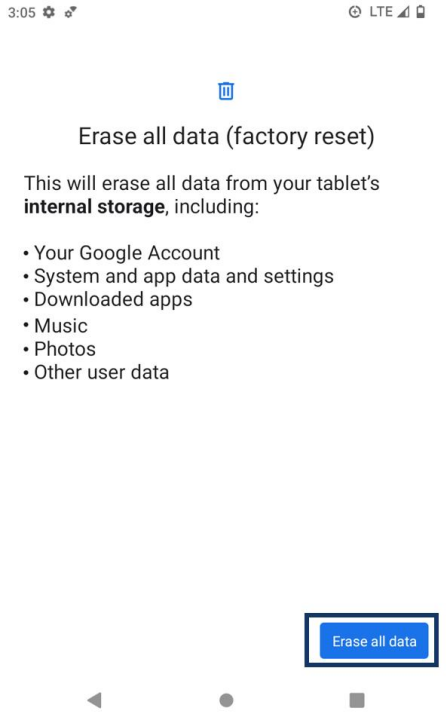 3:05
LTE
Erase all data (factory reset)
This will erase all data from your tablet's
internal storage, including:
• Your Google Account
• System and app data and settings
• Downloaded apps
• Music
• Photos
• Other user data
Erase all data